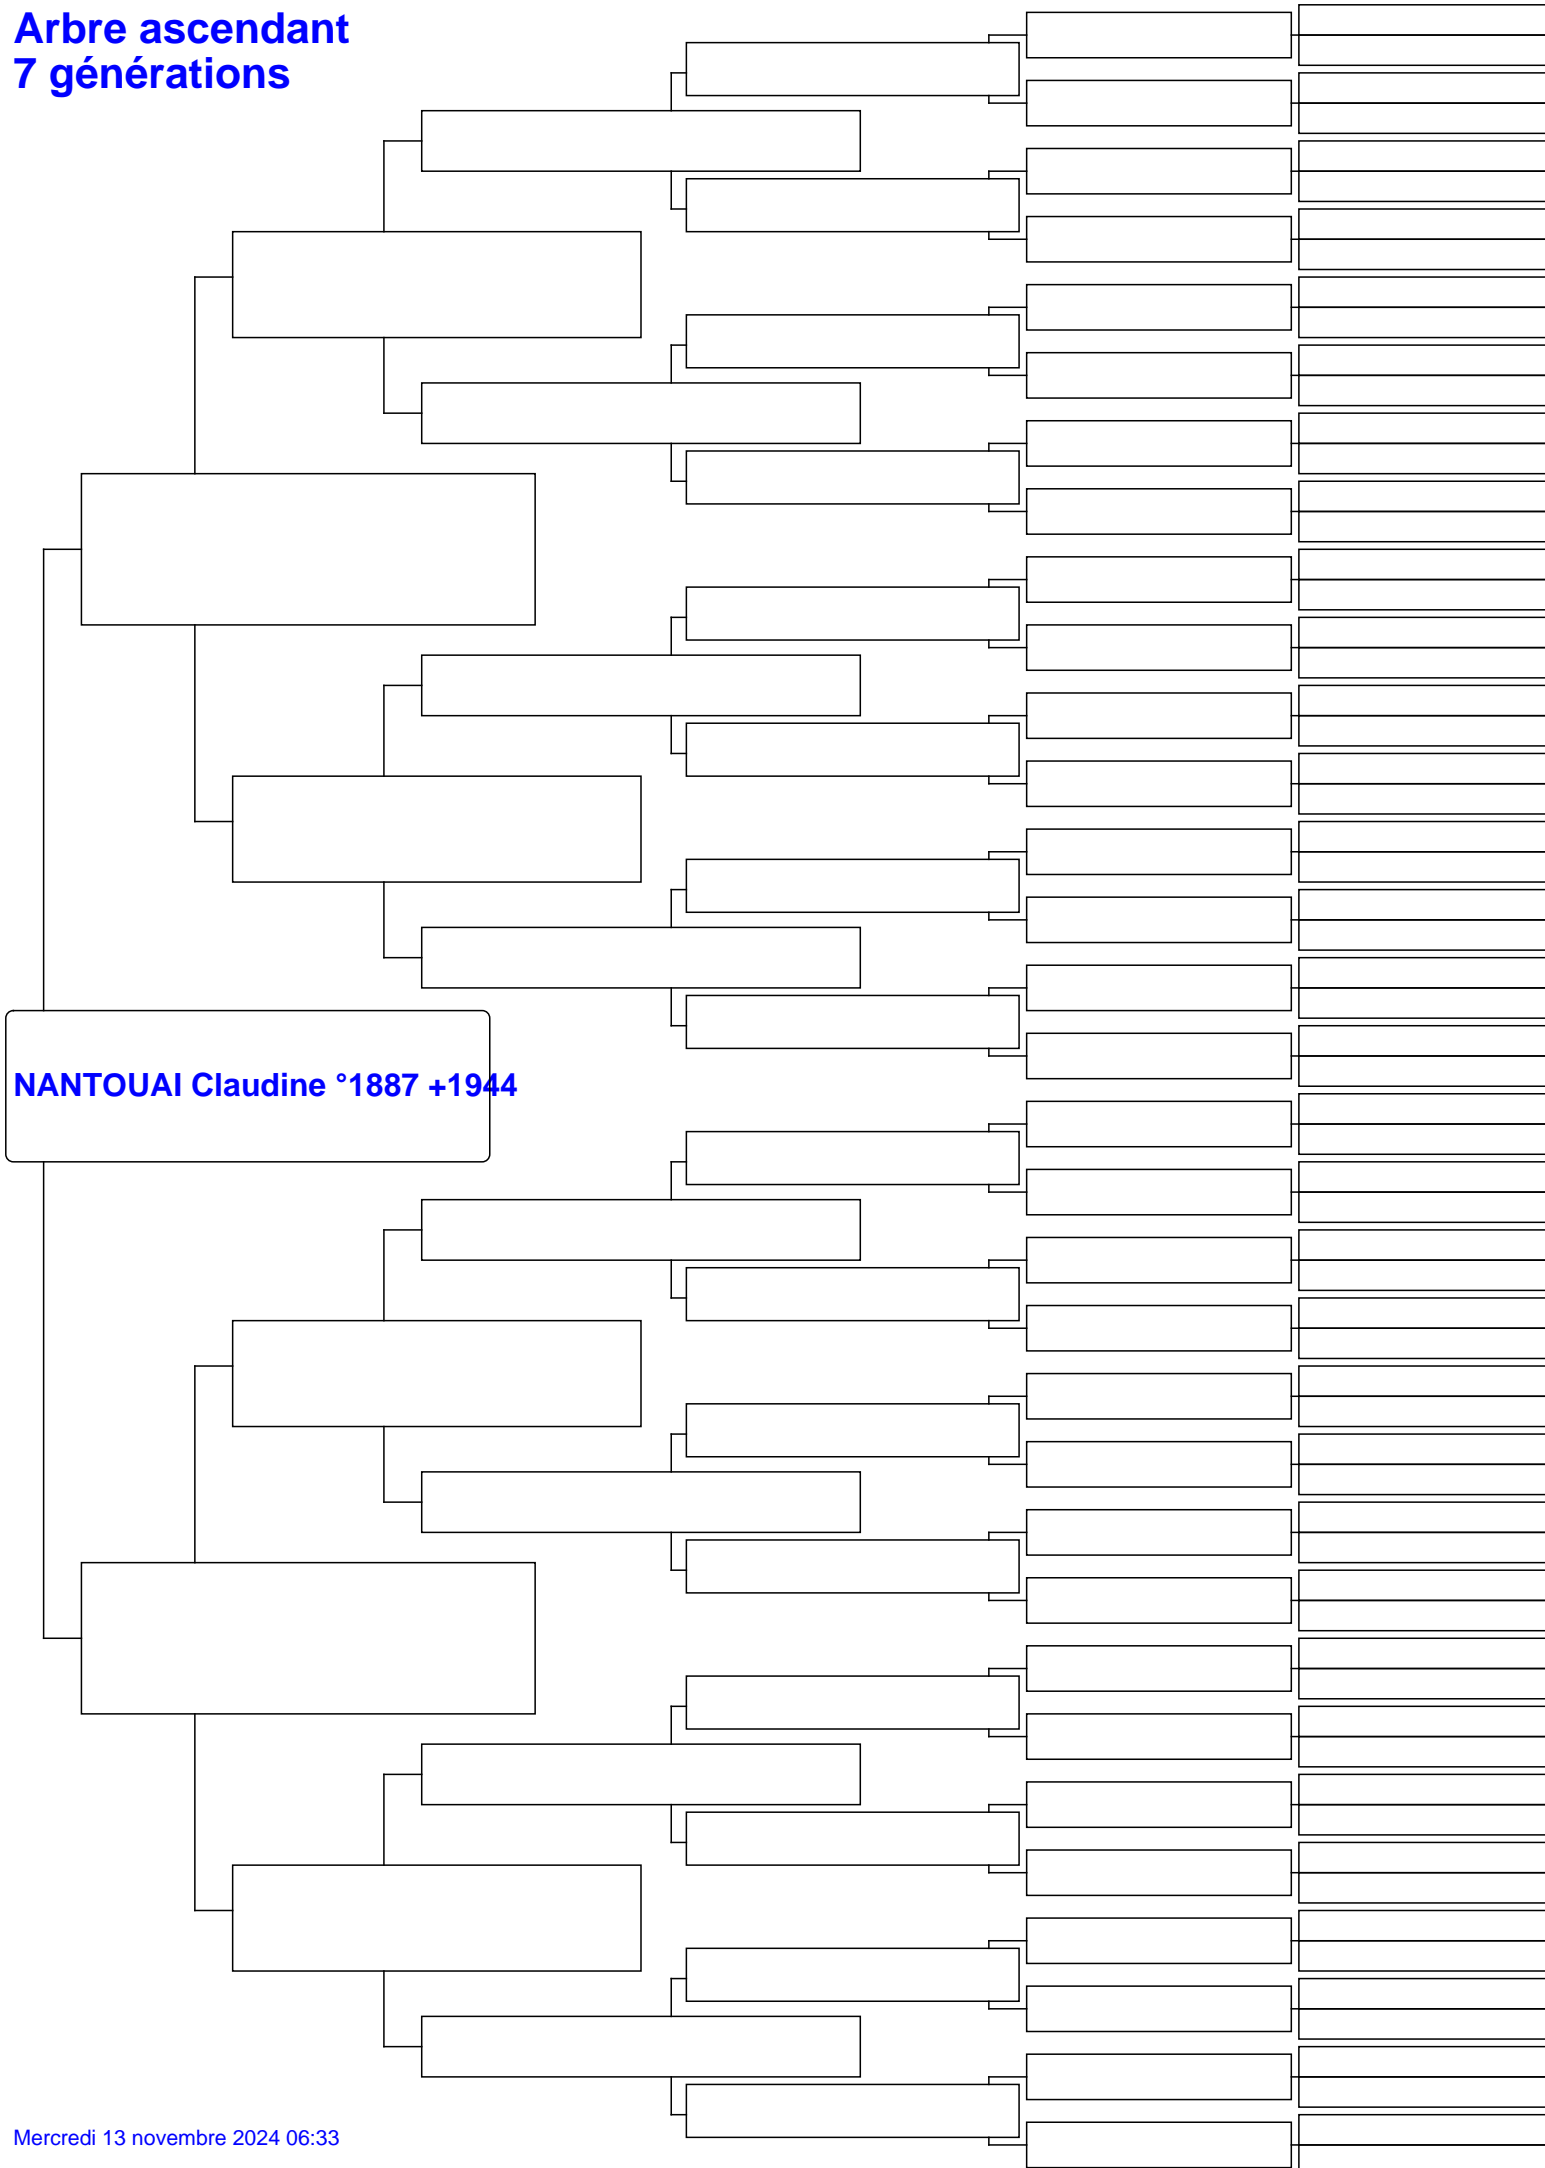 Arbre ascendant
7 générations
NANTOUAI Claudine °1887 +1944
Mercredi 13 novembre 2024 06:33